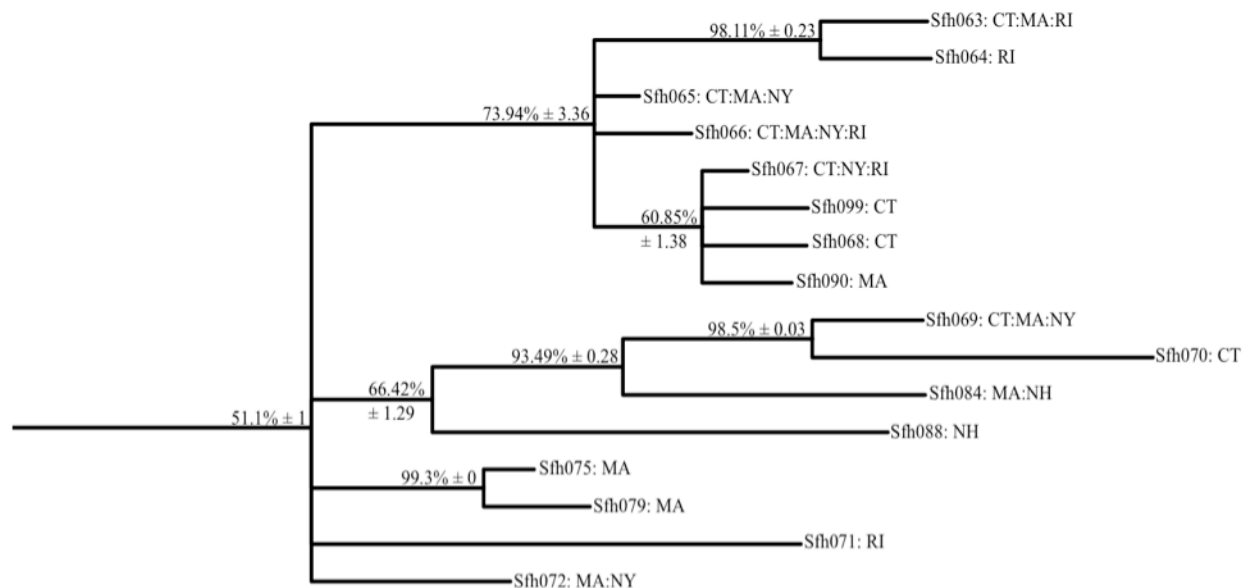 Sfh063: CT:MA:RI
98.11% ± 0.23
Sfh064: RI
Sfh065: CT:MA:NY
73.94% ± 3.36
Sfh066: CT:MA:NY:RI
Sfh067: CT:NY:RI
Sfh099: CT
60.85%
± 1.38
Sfh068: CT
Sfh090: MA
Sfh069: CT:MA:NY
98.5% ± 0.03
Sfh070: CT
93.49% ± 0.28
Sfh084: MA:NH
66.42%
± 1.29
51.1% ± 1
Sfh088: NH
Sfh075: MA
99.3% ± 0
Sfh079: MA
Sfh071: RI
Sfh072: MA:NY